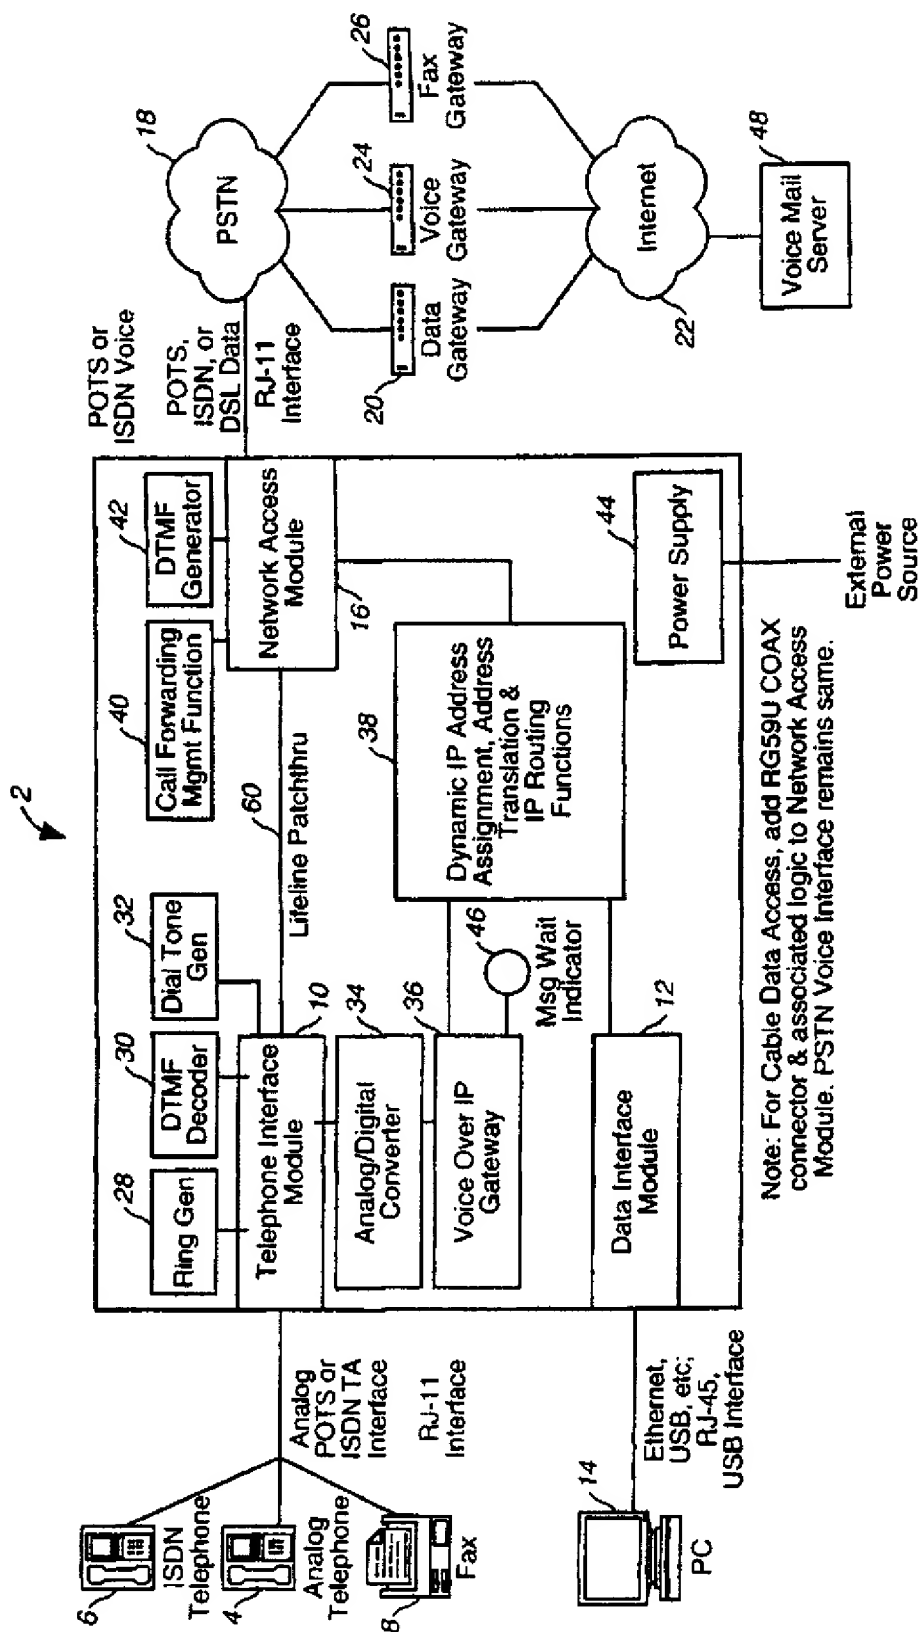 2
6
ISDN
Telephone
4
Analog
Telephone
8
Fax
Analog
POTS or
ISDN TA
Interface
RJ-11
Interface
14
PC
Ethernet,
USB, etc;
RJ-45,
USB Interface
28
Ring Gen
30
DTMF
Decoder
32
Dial Tone
Gen
40
Call Forwarding
Mgmt Function
42
DTMF
Generator
Telephone Interface
Module
10
60
Lifeline Patchthru
Network Access
Module
16
34
Analog/Digital
Converter
36
Voice Over IP
Gateway
46
Msg Wait
Indicator
38
Dynamic IP Address
Assignment, Address
Translation &
IP Routing
Functions
12
Data Interface
Module
44
Power Supply
External
Power
Source
POTS or
ISDN Voice
POTS,
ISDN, or
DSL Data
RJ-11
Interface
18
PSTN
20
Data
Gateway
24
Voice
Gateway
26
Fax
Gateway
22
Internet
48
Voice Mail
Server
Note: For Cable Data Access, add RG59U COAX
connector & associated logic to Network Access
Module. PSTN Voice Interface remains same.